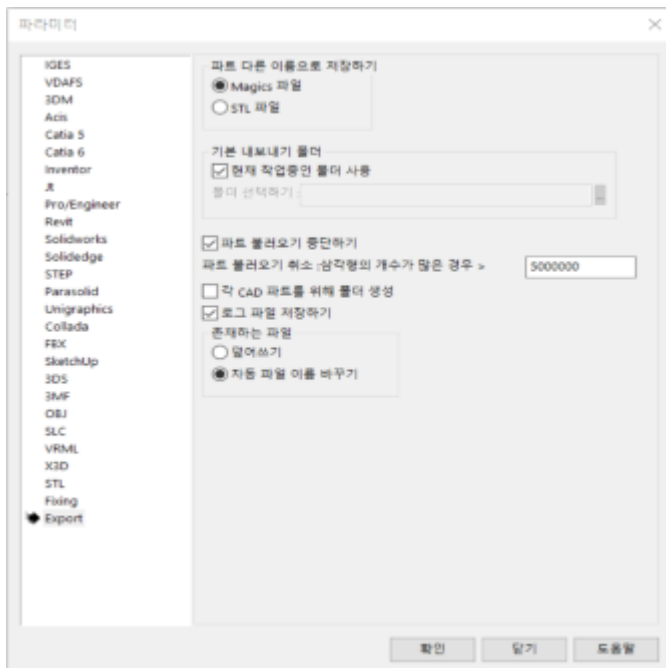 파라미터
IGES
VDAFS
3DM
Acis
Catia 5
Catia 6
Inventor
Jt
Pro/Engineer
Revit
Solidworks
Solidedge
STEP
Parasolid
Unigraphics
Collada
FBX
SketchUp
3DS
3MF
OBJ
SLC
VRML
X3D
STL
Fixing
Export
파트 다른 이름으로 저장하기
Magics 파일
STL 파일
기본 내보내기 폴더
현재 작업중인 폴더 사용
폴더 선택하기 :
...
파트 불러오기 중단하기
파트 불러오기 취소 :삼각형의 개수가 많은 경우 > 5000000
각 CAD 파트를 위해 폴더 생성
로그 파일 저장하기
존재하는 파일
덮어쓰기
자동 파일 이름 바꾸기
확인 닫기 도움말